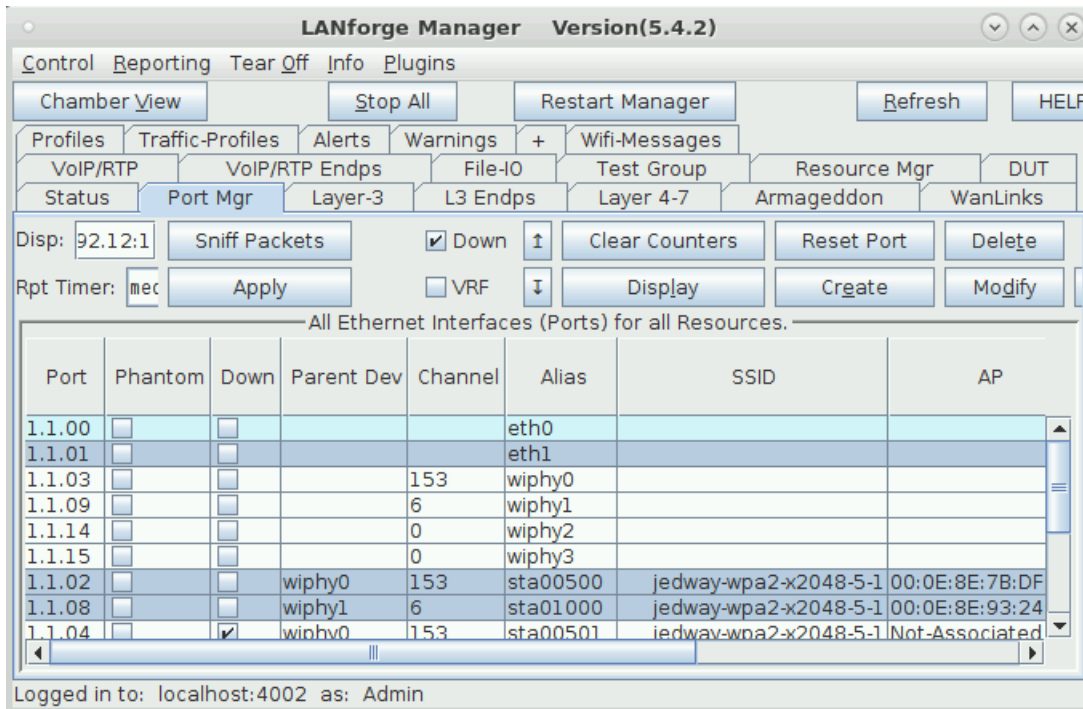 LANforge Manager Version(5.4.2)
Control Reporting Tear Off Info Plugins
Chamber View Stop All Restart Manager Refresh HELP
Profiles Traffic-Profiles Alerts Warnings + Wifi-Messages
VoIP/RTP VoIP/RTP Endps File-IO Test Group Resource Mgr DUT
Status Port Mgr Layer-3 L3 Endps Layer 4-7 Armageddon WanLinks
Disp: 92.12:1 Sniff Packets Down Clear Counters Reset Port Delete
Rpt Timer: med Apply VRF Display Create Modify
All Ethernet Interfaces (Ports) for all Resources.
Port Phantom Down Parent Dev Channel Alias SSID AP
1.1.00 eth0
1.1.01 eth1
1.1.03 153 wiphy0
1.1.09 6 wiphy1
1.1.14 0 wiphy2
1.1.15 0 wiphy3
1.1.02 wiphy0 153 sta00500 jedway-wpa2-x2048-5-1 00:0E:8E:7B:DF
1.1.08 wiphy1 6 sta01000 jedway-wpa2-x2048-5-1 00:0E:8E:93:24
1.1.04 wiphy0 153 sta00501 jedway-wpa2-x2048-5-1 Not-Associated
Logged in to: localhost:4002 as: Admin